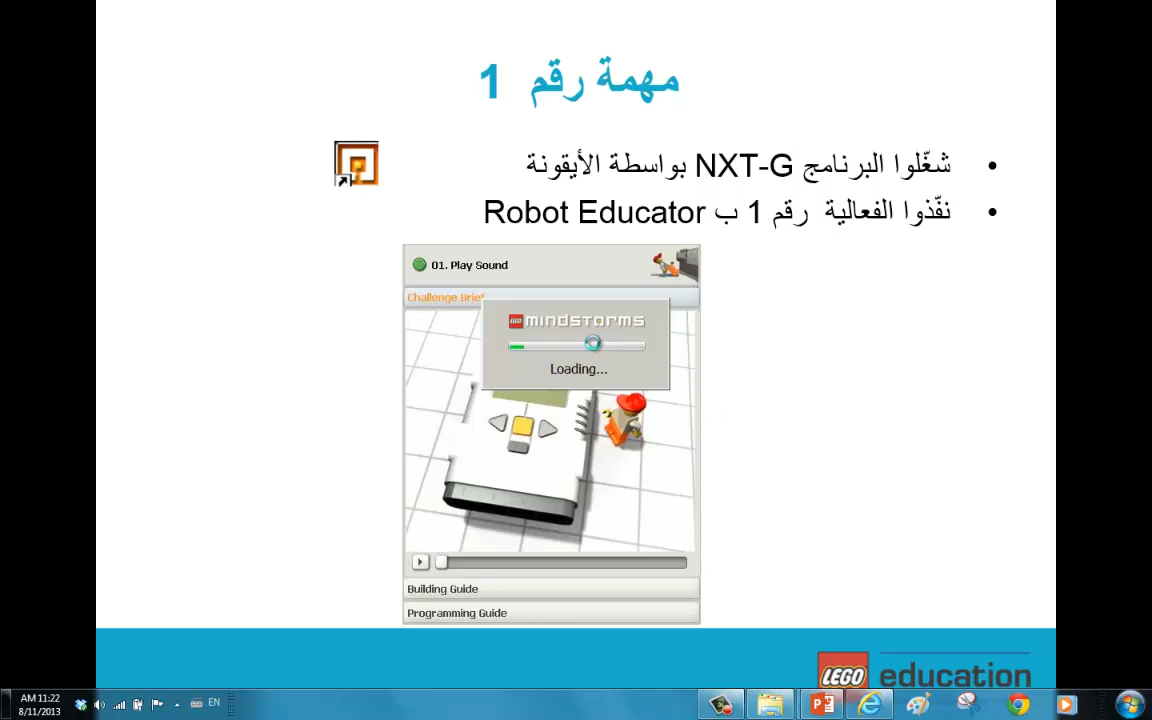 مهمة رقم 1
شغّلوا البرنامج NXT-G بواسطة الأيقونة
نفّذوا الفعالية رقم 1 ب Robot Educator
01. Play Sound
Challenge Brief
LEGO mindstorms
Loading...
Building Guide
Programming Guide
LEGO education
AM 11:22
8/11/2013
EN